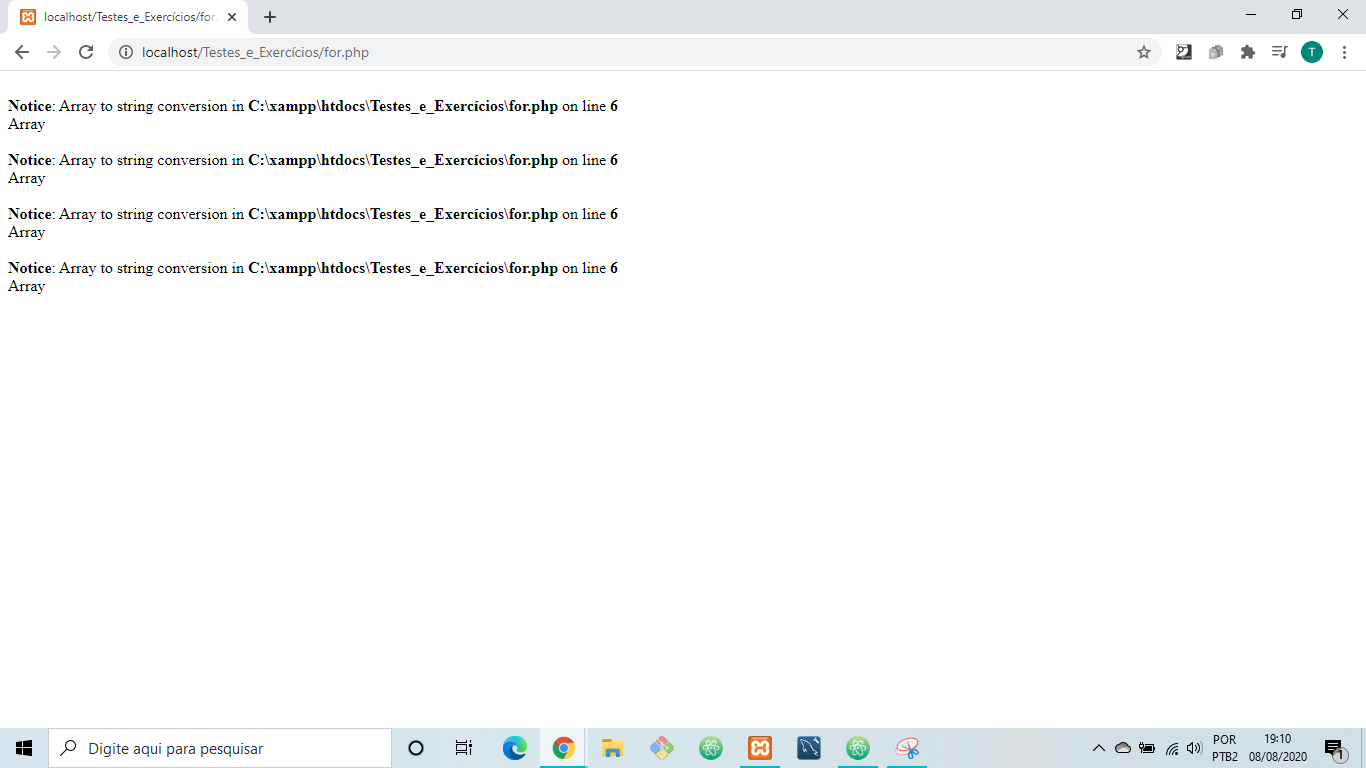 localhost/Testes_e_Exercícios/for.
localhost/Testes_e_Exercícios/for.php
T
Notice: Array to string conversion in C:\xampp\htdocs\Testes_e_Exercícios\for.php on line 6
Array
Notice: Array to string conversion in C:\xampp\htdocs\Testes_e_Exercícios\for.php on line 6
Array
Notice: Array to string conversion in C:\xampp\htdocs\Testes_e_Exercícios\for.php on line 6
Array
Notice: Array to string conversion in C:\xampp\htdocs\Testes_e_Exercícios\for.php on line 6
Array
Digite aqui para pesquisar
POR
PTB2
19:10
08/08/2020
1